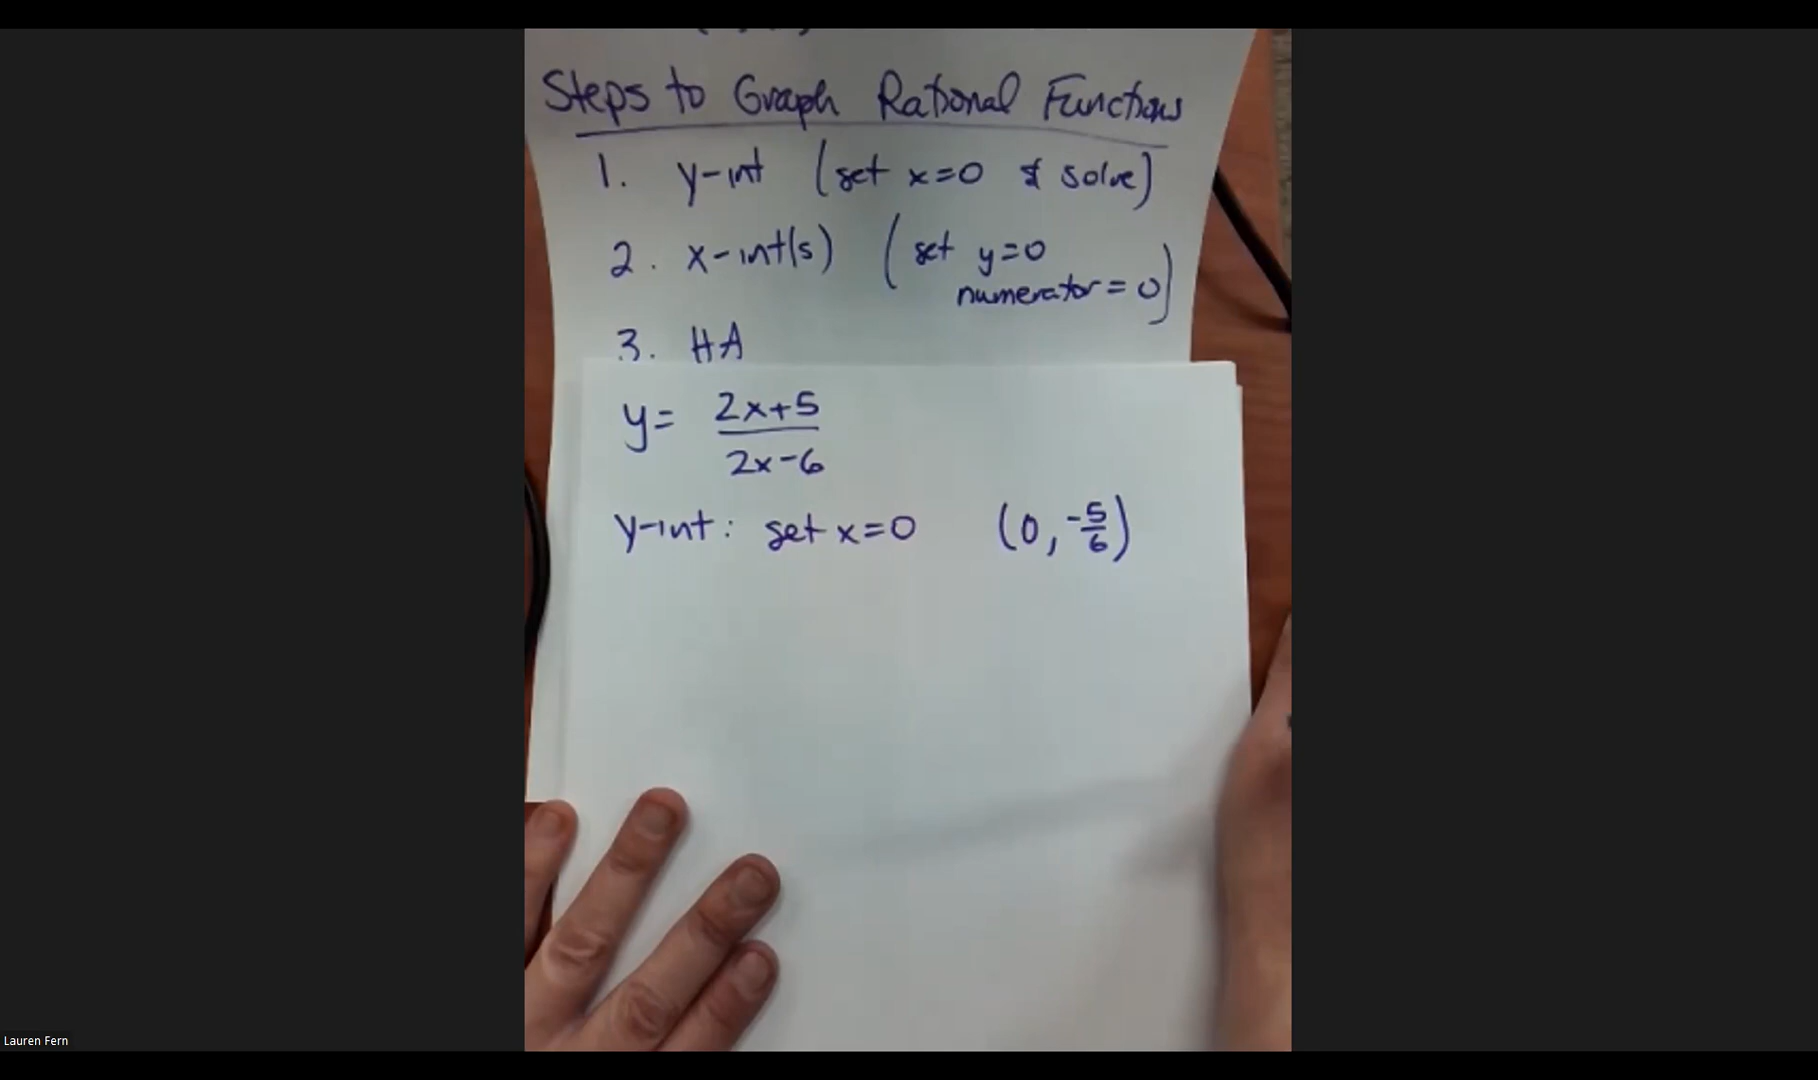 Steps to Graph Rational Functions
1. y-int (set x=0 & solve)
2. x-int(s) (set y=0
numerator = 0)
3. HA
y= 2x+5
2x-6
y-int: set x=0 (0, -5/6)
Lauren Fern